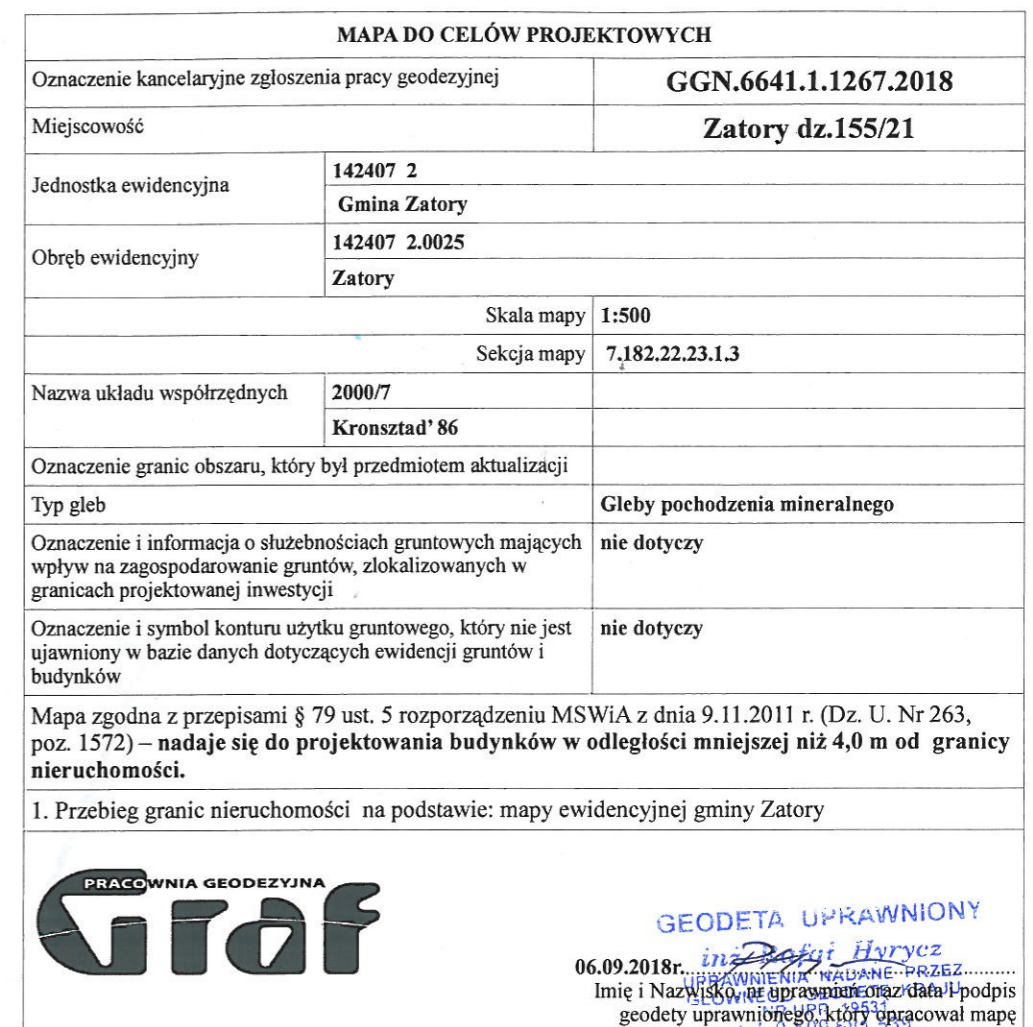 MAPA DO CELÓW PROJEKTOWYCH
Oznaczenie kancelaryjne zgłoszenia pracy geodezyjnej GGN.6641.1.1267.2018
Miejscowość Zatory dz.155/21
Jednostka ewidencyjna 142407 2
Gmina Zatory
Obręb ewidencyjny 142407 2.0025
Zatory
Skala mapy 1:500
Sekcja mapy 7.182.22.23.1.3
Nazwa układu współrzędnych 2000/7
Kronsztad' 86
Oznaczenie granic obszaru, który był przedmiotem aktualizacji
Typ gleb Gleby pochodzenia mineralnego
Oznaczenie i informacja o służebnościach gruntowych mających nie dotyczy
wpływ na zagospodarowanie gruntów, zlokalizowanych w
granicach projektowanej inwestycji
Oznaczenie i symbol konturu użytku gruntowego, który nie jest nie dotyczy
ujawniony w bazie danych dotyczących ewidencji gruntów i
budynków
Mapa zgodna z przepisami § 79 ust. 5 rozporządzeniu MSWiA z dnia 9.11.2011 r. (Dz. U. Nr 263,
poz. 1572) – nadaje się do projektowania budynków w odległości mniejszej niż 4,0 m od granicy
nieruchomości.
1. Przebieg granic nieruchomości na podstawie: mapy ewidencyjnej gminy Zatory
PRACOWNIA GEODEZYJNA
Graf
GEODETA UPRAWNIONY
inż. Rafał Hyrycz
06.09.2018r.
UPRAWNIENIA NADANE PRZEZ
Imię i Nazwisko, nr uprawnień oraz data i podpis
GŁÓWNEGO GEODETĘ KRAJU
NR UPR. 19531
geodety uprawnionego, który opracował mapę